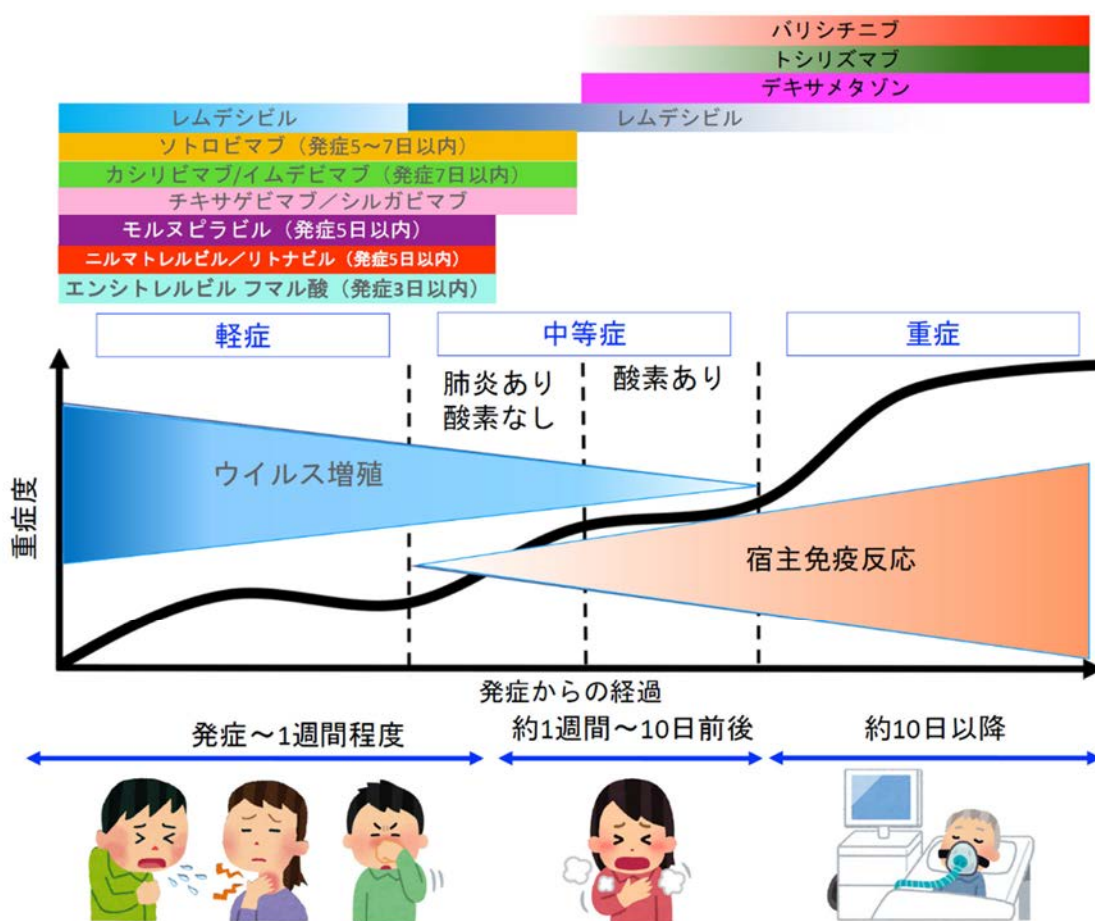 バリシチニブ
トシリズマブ
デキサメタゾン
レムデシビル
レムデシビル
ソトロビマブ（発症5〜7日以内）
カシリビマブ/イムデビマブ（発症7日以内）
チキサゲビマブ／シルガビマブ
モルヌピラビル（発症5日以内）
ニルマトレルビル／リトナビル（発症5日以内）
エンシトレルビル フマル酸（発症3日以内）
軽症
中等症
重症
肺炎あり
酸素なし
酸素あり
ウイルス増殖
宿主免疫反応
重症度
発症からの経過
発症〜1週間程度
約1週間〜10日前後
約10日以降